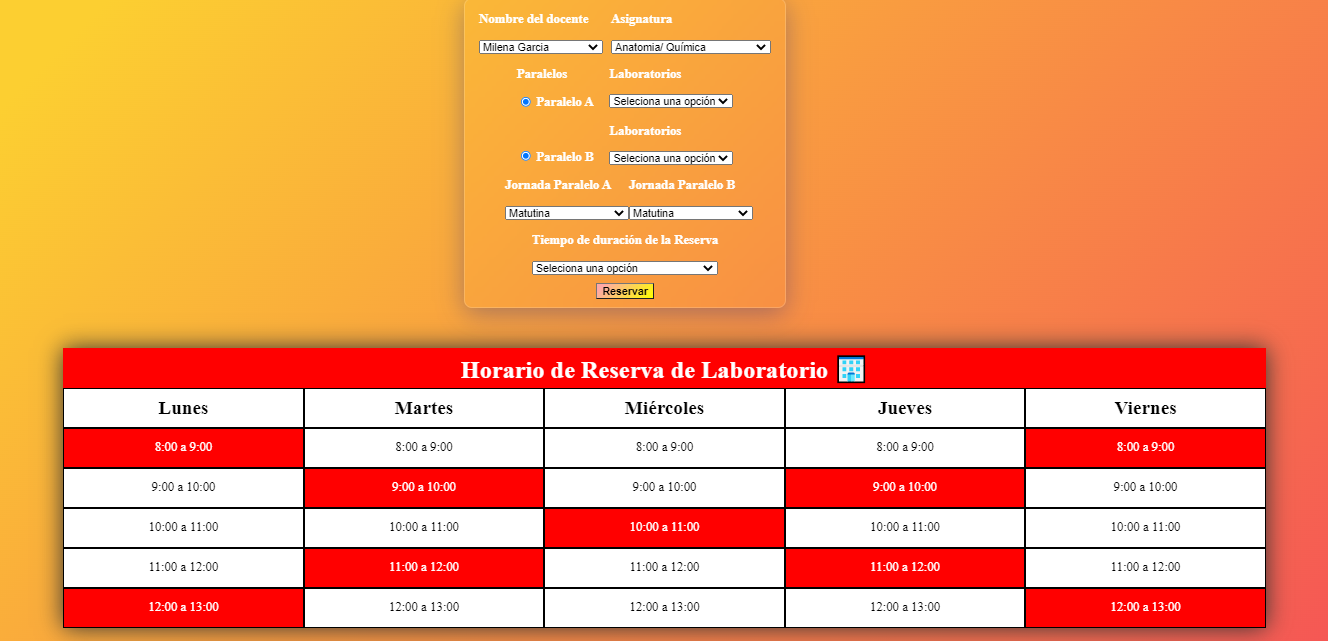 Nombre del docente Asignatura
Milena Garcia Anatomia/ Química
Paralelos Laboratorios
Paralelo A Seleciona una opción
Laboratorios
Paralelo B Seleciona una opción
Jornada Paralelo A Jornada Paralelo B
Matutina Matutina
Tiempo de duración de la Reserva
Seleciona una opción
Reservar
Horario de Reserva de Laboratorio
Lunes Martes Miércoles Jueves Viernes
8:00 a 9:00 8:00 a 9:00 8:00 a 9:00 8:00 a 9:00 8:00 a 9:00
9:00 a 10:00 9:00 a 10:00 9:00 a 10:00 9:00 a 10:00 9:00 a 10:00
10:00 a 11:00 10:00 a 11:00 10:00 a 11:00 10:00 a 11:00 10:00 a 11:00
11:00 a 12:00 11:00 a 12:00 11:00 a 12:00 11:00 a 12:00 11:00 a 12:00
12:00 a 13:00 12:00 a 13:00 12:00 a 13:00 12:00 a 13:00 12:00 a 13:00